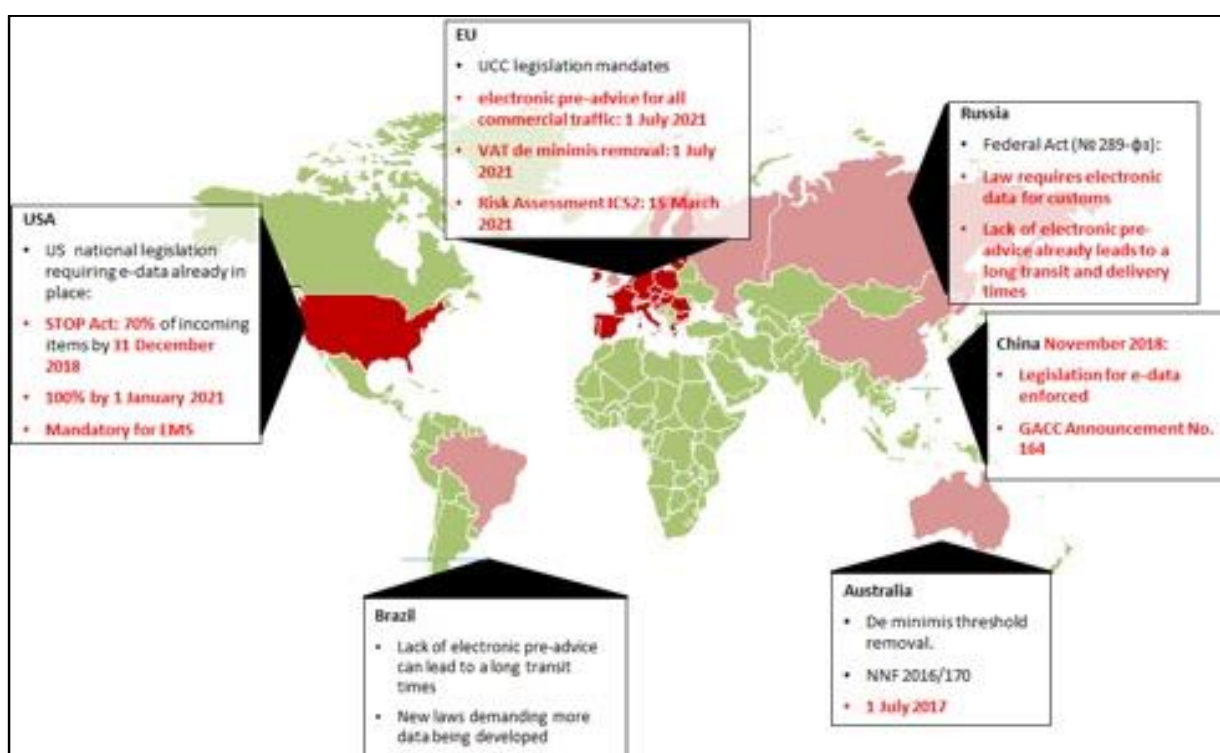 EU
• UCC legislation mandates
• electronic pre-advice for all
commercial traffic: 1 July 2021
• VAT de minimis removal: 1 July
2021
• Risk Assessment ICS2: 15 March
2021
Russia
• Federal Act (№ 289-фз):
• Law requires electronic
data for customs
• Lack of electronic pre-
advice already leads to a
long transit and delivery
times
USA
• US national legislation
requiring e-data already in
place:
• STOP Act: 70% of incoming
items by 31 December
2018
• 100% by 1 January 2021
• Mandatory for EMS
China November 2018:
• Legislation for e-data
enforced
• GACC Announcement No.
164
Brazil
• Lack of electronic pre-advice
can lead to a long transit
times
• New laws demanding more
data being developed
Australia
• De minimis threshold
removal.
• NNF 2016/170
• 1 July 2017